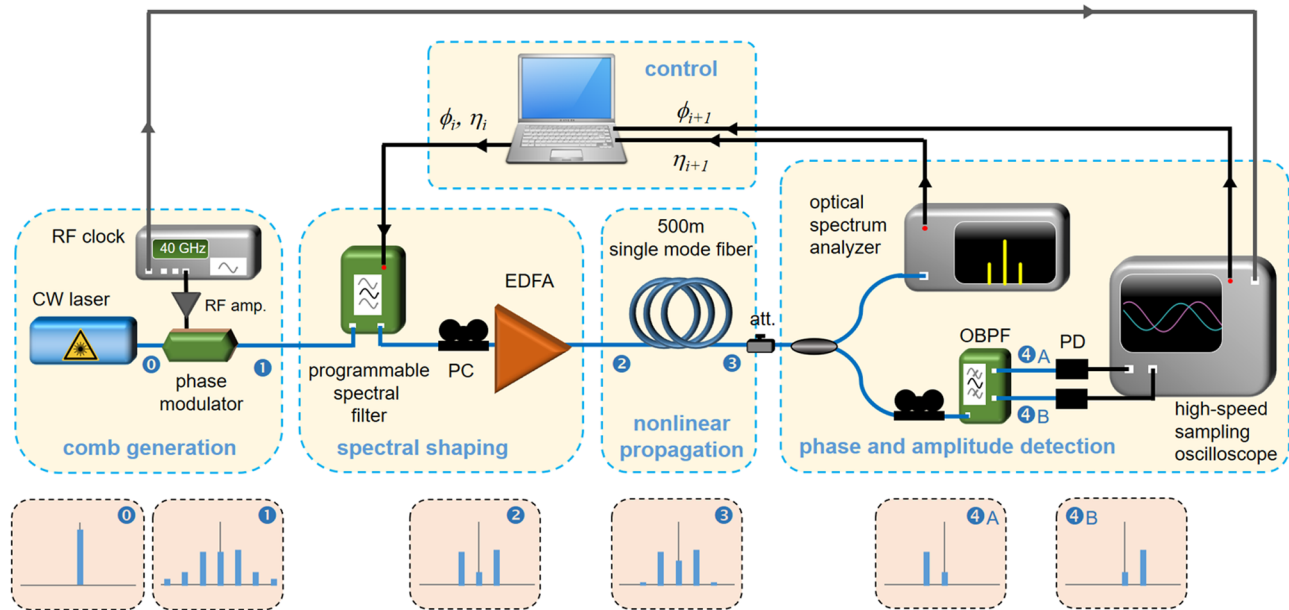 control
ϕi, ηi
ϕi+1
ηi+1
RF clock
40 GHz
CW laser
RF amp.
0
1
phase
modulator
comb generation
EDFA
PC
programmable
spectral
filter
spectral shaping
500m
single mode fiber
2
3
att.
nonlinear
propagation
optical
spectrum
analyzer
OBPF
4A
PD
4B
high-speed
sampling
oscilloscope
phase and amplitude detection
0
1
2
3
4A
4B